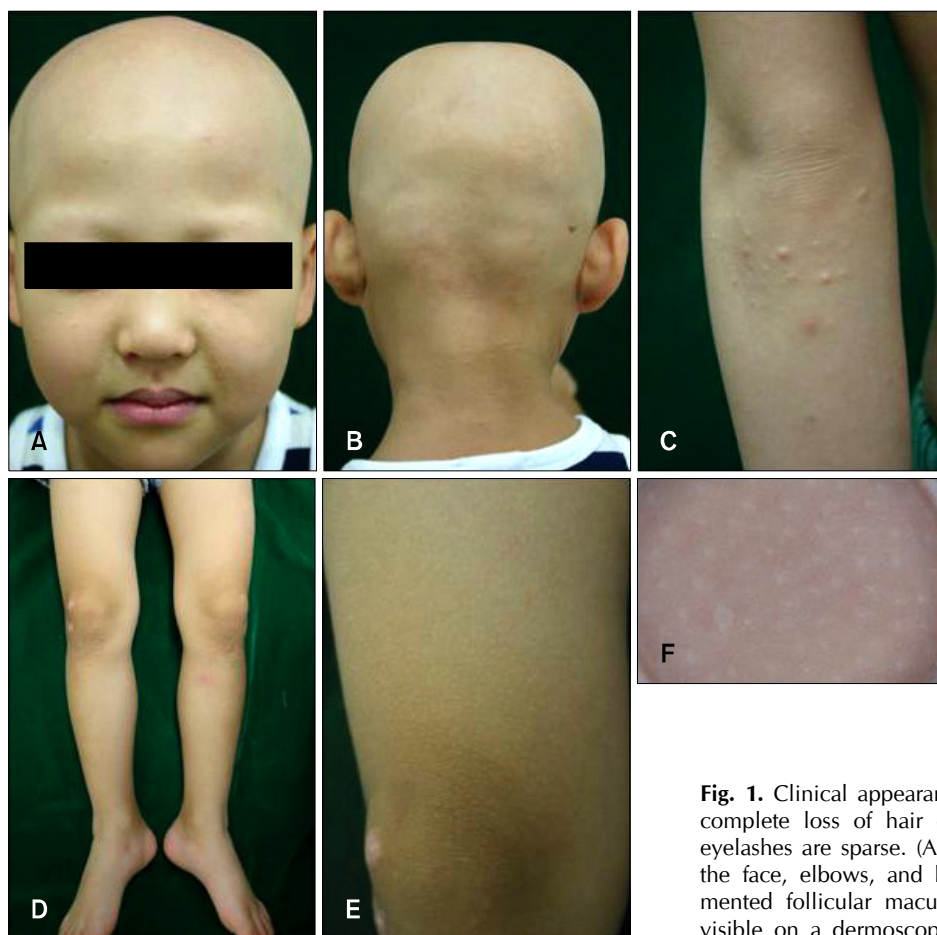 A
B
C
D
E
F
Fig. 1. Clinical appearan
complete loss of hair
eyelashes are sparse. (A
the face, elbows, and
mented follicular macu
visible on a dermoscop